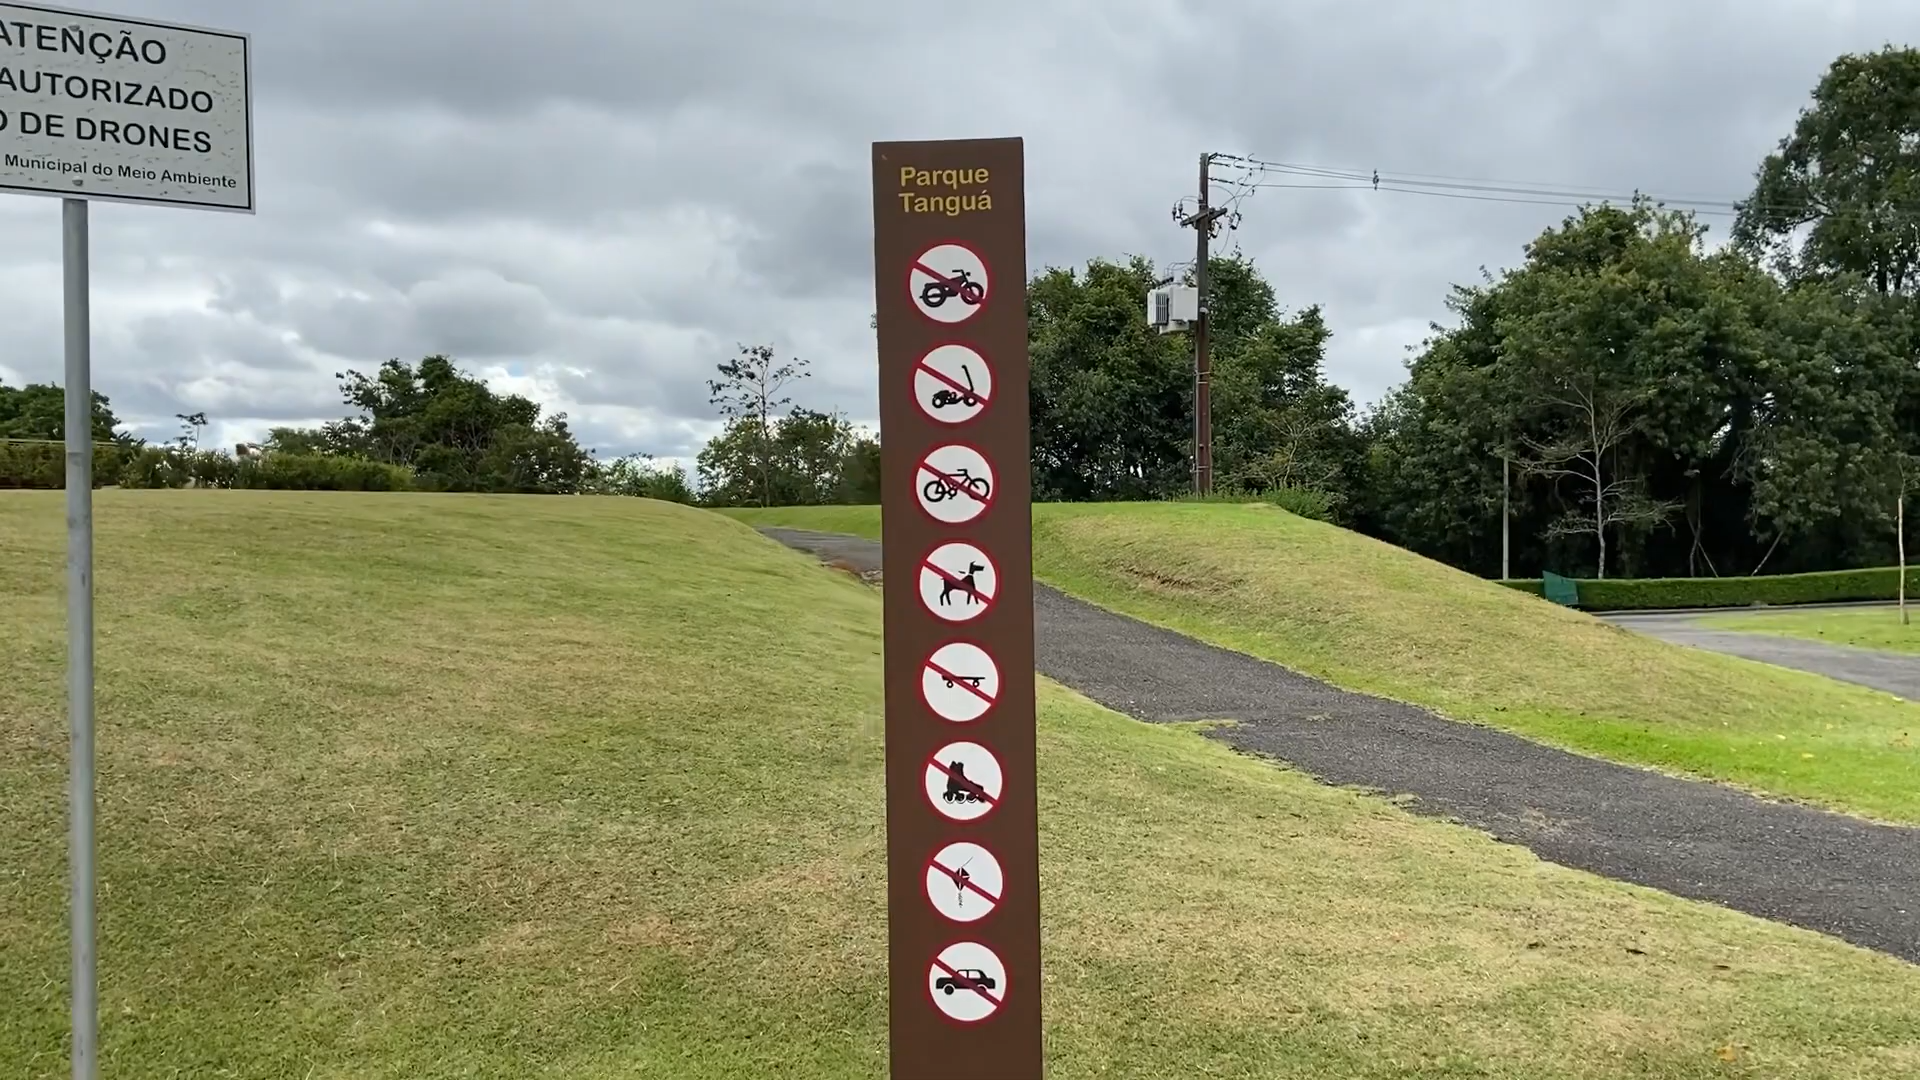 ATENÇÃO
AUTORIZADO
DE DRONES
Municipal do Meio Ambiente
Parque
Tanguá